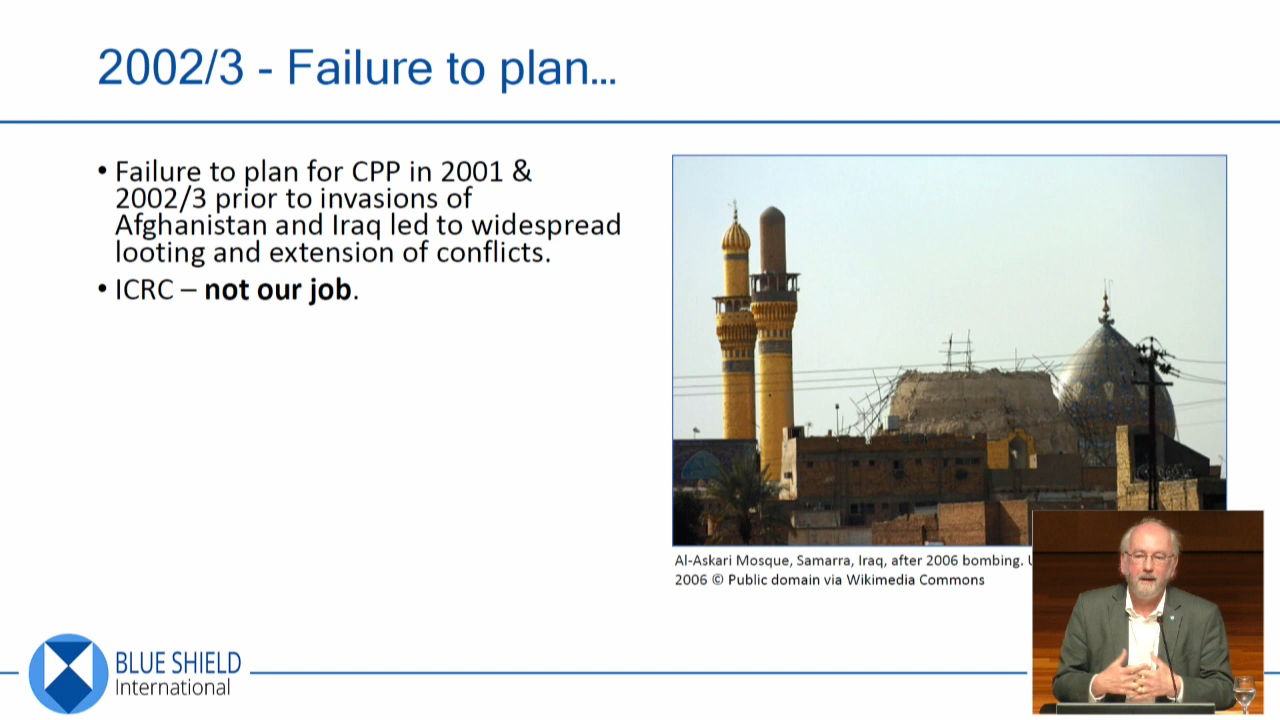 2002/3 - Failure to plan…
• Failure to plan for CPP in 2001 &
2002/3 prior to invasions of
Afghanistan and Iraq led to widespread
looting and extension of conflicts.
• ICRC – not our job.
Al-Askari Mosque, Samarra, Iraq, after 2006 bombing.
2006 © Public domain via Wikimedia Commons
BLUE SHIELD
International